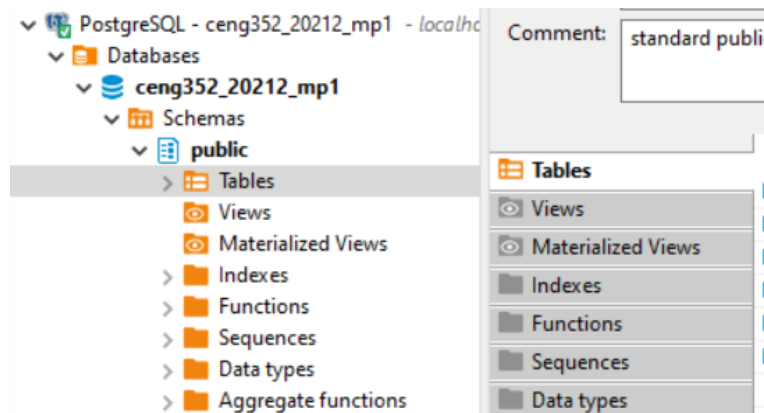 PostgreSQL - ceng352_20212_mp1 - localhc
Databases
ceng352_20212_mp1
Schemas
public
Tables
Views
Materialized Views
Indexes
Functions
Sequences
Data types
Aggregate functions
Comment:
standard publi
Tables
Views
Materialized Views
Indexes
Functions
Sequences
Data types